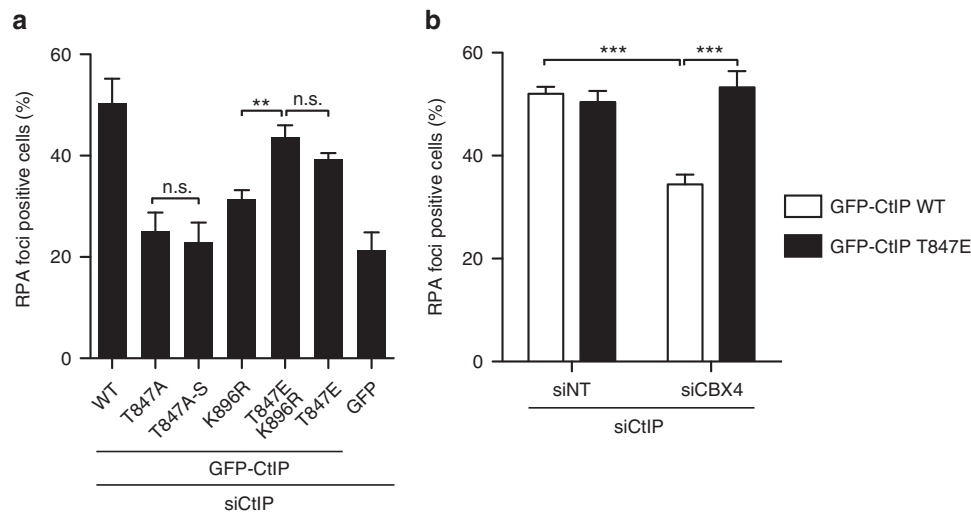 a
RPA foci positive cells (%)
60
40
20
0
**
n.s.
n.s.
WT
T847A
T847A-S
K896R
T847E
K896R
T847E
GFP
GFP-CtIP
siCtIP
b
RPA foci positive cells (%)
60
40
20
0
***
***
siNT
siCBX4
siCtIP
GFP-CtIP WT
GFP-CtIP T847E